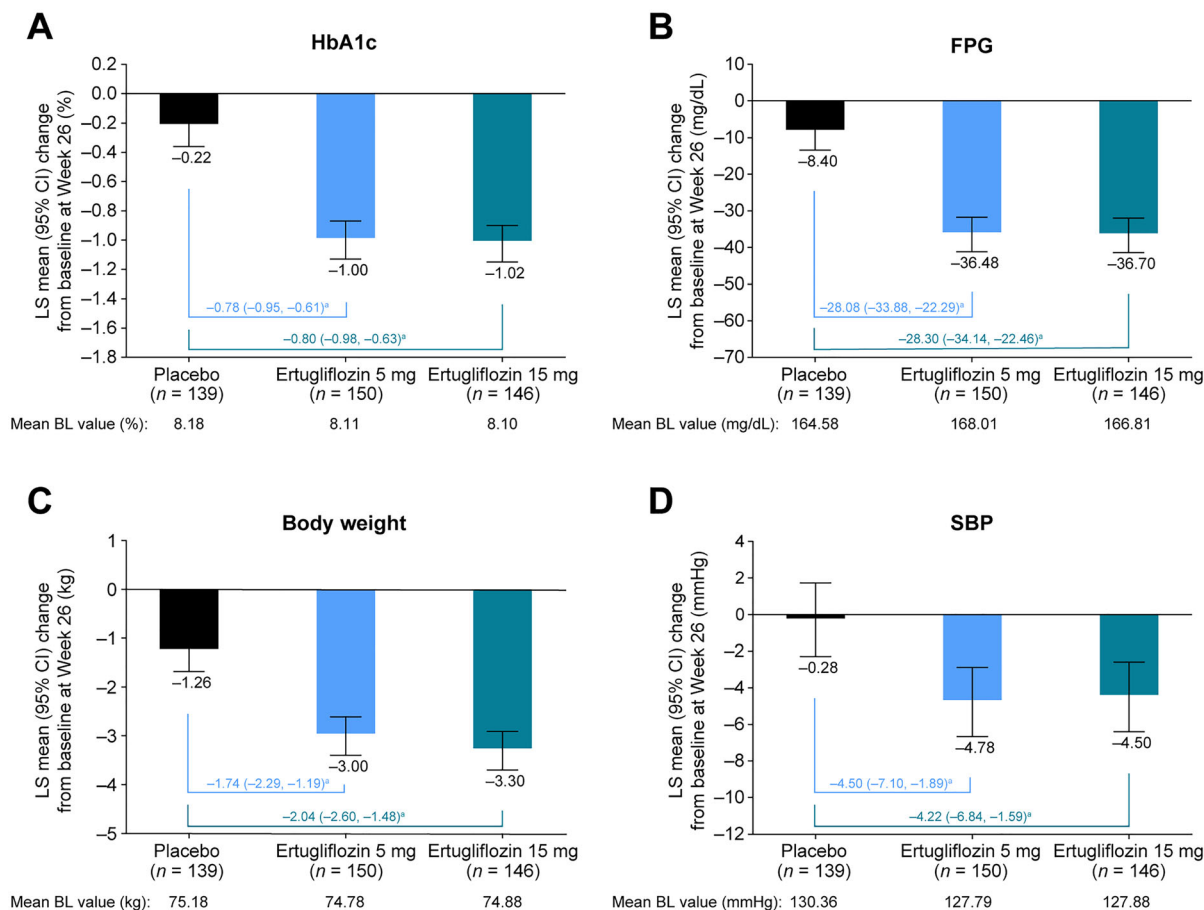 A
HbA1c
LS mean (95% CI) change
from baseline at Week 26 (%)
0.2
0.0
–0.2
–0.4
–0.6
–0.8
–1.0
–1.2
–1.4
–1.6
–1.8
–0.22
–1.00
–1.02
–0.78 (–0.95, –0.61)ᵃ
–0.80 (–0.98, –0.63)ᵃ
Placebo
(n = 139)
Ertugliflozin 5 mg
(n = 150)
Ertugliflozin 15 mg
(n = 146)
Mean BL value (%): 8.18 8.11 8.10
B
FPG
LS mean (95% CI) change
from baseline at Week 26 (mg/dL)
10
0
–10
–20
–30
–40
–50
–60
–70
–8.40
–36.48
–36.70
–28.08 (–33.88, –22.29)ᵃ
–28.30 (–34.14, –22.46)ᵃ
Placebo
(n = 139)
Ertugliflozin 5 mg
(n = 150)
Ertugliflozin 15 mg
(n = 146)
Mean BL value (mg/dL): 164.58 168.01 166.81
C
Body weight
LS mean (95% CI) change
from baseline at Week 26 (kg)
1
0
–1
–2
–3
–4
–5
–1.26
–3.00
–3.30
–1.74 (–2.29, –1.19)ᵃ
–2.04 (–2.60, –1.48)ᵃ
Placebo
(n = 139)
Ertugliflozin 5 mg
(n = 150)
Ertugliflozin 15 mg
(n = 146)
Mean BL value (kg): 75.18 74.78 74.88
D
SBP
LS mean (95% CI) change
from baseline at Week 26 (mmHg)
4
2
0
–2
–4
–6
–8
–10
–12
–0.28
–4.78
–4.50
–4.50 (–7.10, –1.89)ᵃ
–4.22 (–6.84, –1.59)ᵃ
Placebo
(n = 139)
Ertugliflozin 5 mg
(n = 150)
Ertugliflozin 15 mg
(n = 146)
Mean BL value (mmHg): 130.36 127.79 127.88